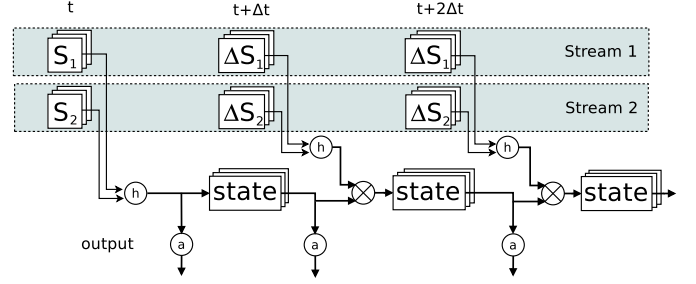 t t+Δt t+2Δt
S1 ΔS1 ΔS1 Stream 1
S2 ΔS2 ΔS2 Stream 2
h h
h state state state
output a a a